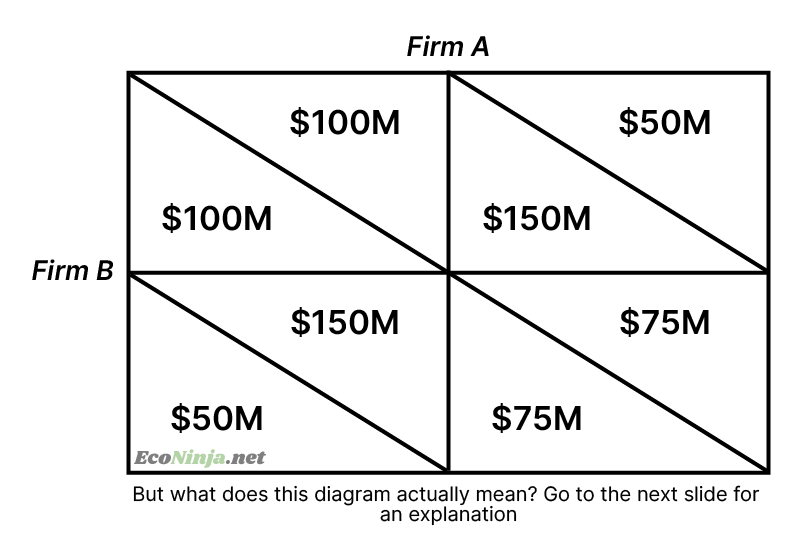 Firm A
$100M
$50M
$100M
$150M
Firm B
$150M
$75M
$50M
$75M
EcoNinja.net
But what does this diagram actually mean? Go to the next slide for
an explanation